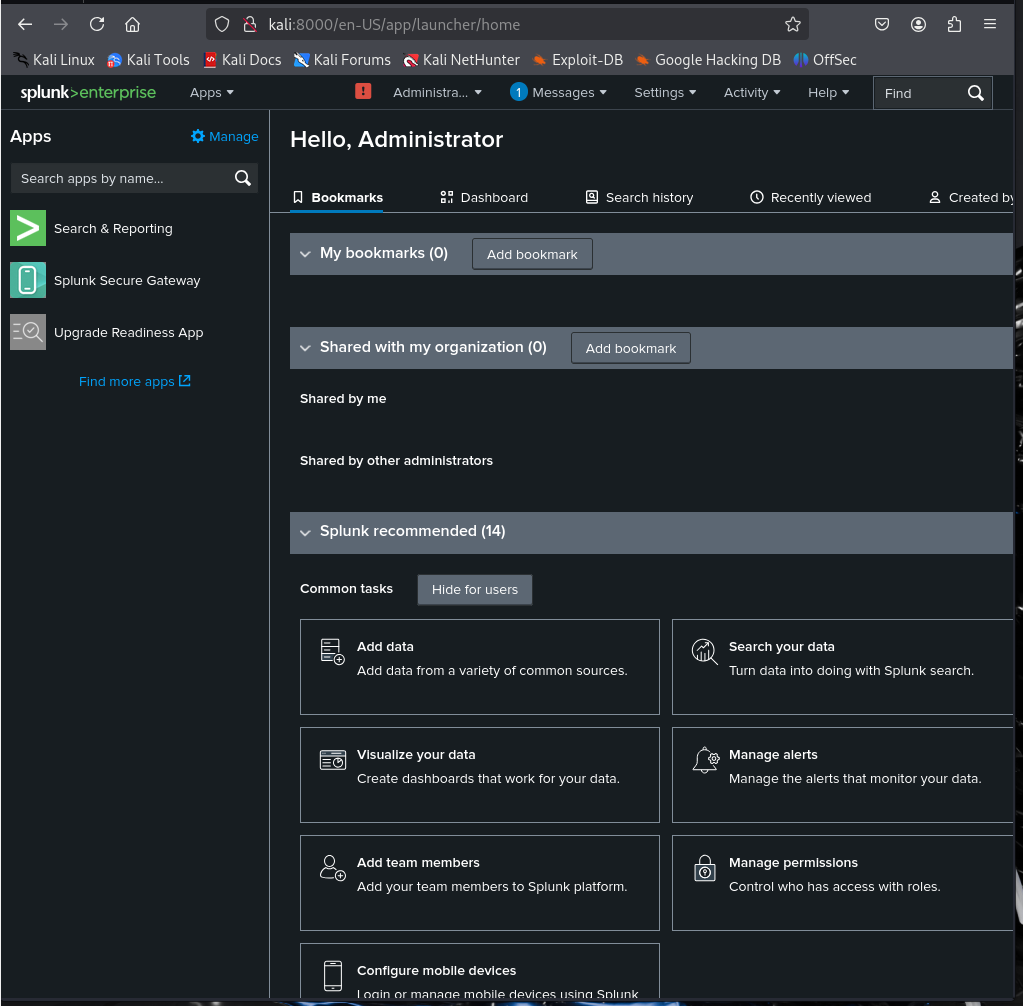 kali:8000/en-US/app/launcher/home
Kali Linux Kali Tools Kali Docs Kali Forums Kali NetHunter Exploit-DB Google Hacking DB OffSec
splunk>enterprise Apps ! Administra... 1 Messages Settings Activity Help Find
Apps Manage
Search apps by name...
Search & Reporting
Splunk Secure Gateway
Upgrade Readiness App
Find more apps
Hello, Administrator
Bookmarks Dashboard Search history Recently viewed Created by
My bookmarks (0) Add bookmark
Shared with my organization (0) Add bookmark
Shared by me
Shared by other administrators
Splunk recommended (14)
Common tasks Hide for users
Add data
Add data from a variety of common sources.
Search your data
Turn data into doing with Splunk search.
Visualize your data
Create dashboards that work for your data.
Manage alerts
Manage the alerts that monitor your data.
Add team members
Add your team members to Splunk platform.
Manage permissions
Control who has access with roles.
Configure mobile devices
Login or manage mobile devices using Splunk